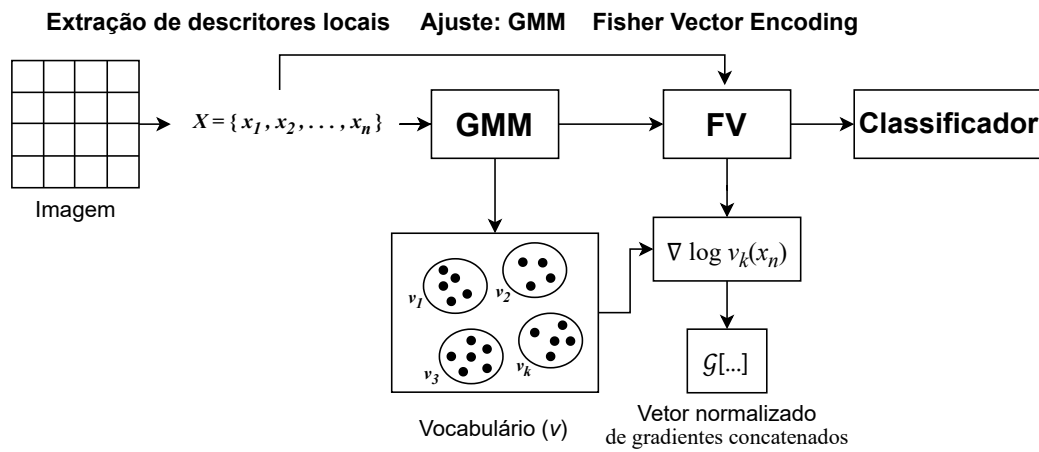 Extração de descritores locais Ajuste: GMM Fisher Vector Encoding
X = { x1 , x2 , . . . , xn }
GMM
FV
Classificador
Imagem
∇ log vk(xn)
v1
v2
v3
vk
𝒢[...]
Vocabulário (v)
Vetor normalizado
de gradientes concatenados